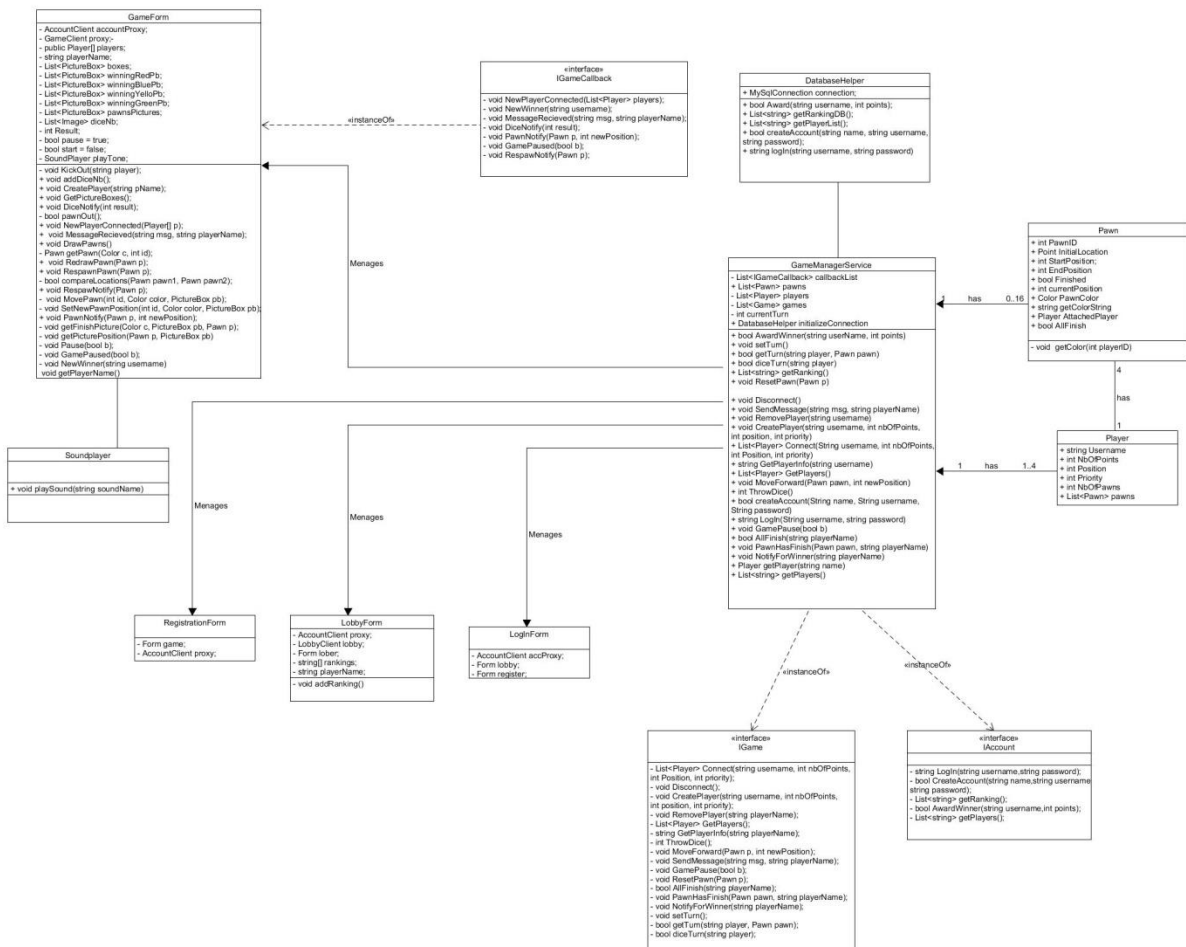 GameForm
- AccountClient accountProxy;
- GameClient proxy;-
- public Player[] players;
- string playerName;
- List<PictureBox> boxes;
- List<PictureBox> winningRedPb;
- List<PictureBox> winningBluePb;
- List<PictureBox> winningYelloPb;
- List<PictureBox> winningGreenPb;
- List<PictureBox> pawnsPictures;
- List<Image> diceNb;
- int Result;
- bool pause = true;
- bool start = false;
- SoundPlayer playTone;
- void KickOut(string player);
+ void addDiceNb();
+ void CreatePlayer(string pName);
+ void GetPictureBoxes();
+ void DiceNotify(int result);
- bool pawnOut();
+ void NewPlayerConnected(Player[] p);
+ void MessageRecieved(string msg, string playerName);
+ void DrawPawns()
- Pawn getPawn(Color c, int id);
+ void RedrawPawn(Pawn p);
+ void RespawnPawn(Pawn p);
- bool compareLocations(Pawn pawn1, Pawn pawn2);
+ void RespawNotify(Pawn p);
- void MovePawn(int id, Color color, PictureBox pb);
- void SetNewPawnPosition(int id, Color color, PictureBox pb);
+ void PawnNotify(Pawn p, int newPosition);
- void getFinishPicture(Color c, PictureBox pb, Pawn p);
- void getPicturePosition(Pawn p, PictureBox pb)
- void Pause(bool b);
- void GamePaused(bool b);
- void NewWinner(string username)
void getPlayerName()
«interface»
IGameCallback
- void NewPlayerConnected(List<Player> players);
- void NewWinner(string username);
- void MessageRecieved(string msg, string playerName);
- void DiceNotify(int result);
- void PawnNotify(Pawn p, int newPosition);
- void GamePaused(bool b);
- void RespawNotify(Pawn p);
«instanceOf»
DatabaseHelper
+ MySqlConnection connection;
+ bool Award(string username, int points);
+ List<string> getRankingDB();
+ List<string> getPlayerList();
+ bool createAccount(string name, string username,
string password);
+ string logIn(string username, string password)
Menages
GameManagerService
- List<IGameCallback> callbackList
+ List<Pawn> pawns
- List<Player> players
- List<Game> games
- int currentTurn
+ DatabaseHelper initializeConnection
+ bool AwardWinner(string userName, int points)
+ void setTurn()
+ bool getTurn(string player, Pawn pawn)
+ bool diceTurn(string player)
+ List<string> getRanking()
+ void ResetPawn(Pawn p)
+ void Disconnect()
+ void SendMessage(string msg, string playerName)
+ void RemovePlayer(string username)
+ void CreatePlayer(string username, int nbOfPoints,
int position, int priority)
+ List<Player> Connect(String username, int nbOfPoints,
int Position, int priority)
+ string GetPlayerInfo(string username)
+ List<Player> GetPlayers()
+ void MoveForward(Pawn pawn, int newPosition)
+ int ThrowDice()
+ bool createAccount(String name, String username,
String password)
+ string LogIn(String username, string password)
+ void GamePause(bool b)
+ bool AllFinish(string playerName)
+ void PawnHasFinish(Pawn pawn, string playerName)
+ void NotifyForWinner(string playerName)
+ Player getPlayer(string name)
+ List<string> getPlayers()
1 has 0..16
Pawn
+ int PawnID
+ Point InitialLocation
+ int StartPosition;
+ int EndPosition
+ bool Finished
+ int currentPosition
+ Color PawnColor
+ string getColorString
+ Player AttachedPlayer
+ bool AllFinish
- void getColor(int playerID)
4
has
1
Player
+ string Username
+ int NbOfPoints
+ int Position
+ int Priority
+ int NbOfPawns
+ List<Pawn> pawns
1 has 1..4
Soundplayer
+ void playSound(string soundName)
Menages
Menages
Menages
RegistrationForm
- Form game;
- AccountClient proxy;
LobbyForm
- AccountClient proxy;
- LobbyClient lobby;
- Form lober;
- string[] rankings;
- string playerName;
- void addRanking()
LogInForm
- AccountClient accProxy;
- Form lobby;
- Form register;
«instanceOf»
«instanceOf»
«interface»
IGame
- List<Player> Connect(string username, int nbOfPoints,
int Position, int priority);
- void Disconnect();
- void CreatePlayer(string username, int nbOfPoints,
int position, int priority);
- void RemovePlayer(string playerName);
- List<Player> GetPlayers();
- string GetPlayerInfo(string playerName);
- int ThrowDice();
- void MoveForward(Pawn p, int newPosition);
- void SendMessage(string msg, string playerName);
- void GamePause(bool b);
- void ResetPawn(Pawn p);
- bool AllFinish(string playerName);
- void PawnHasFinish(Pawn pawn, string playerName);
- void NotifyForWinner(string playerName);
- void setTurn();
- bool getTurn(string player, Pawn pawn);
- bool diceTurn(string player);
«interface»
IAccount
- string LogIn(string username,string password);
- bool CreateAccount(string name,string username
string password);
- List<string> getRanking();
- bool AwardWinner(string username,int points);
- List<string> getPlayers();